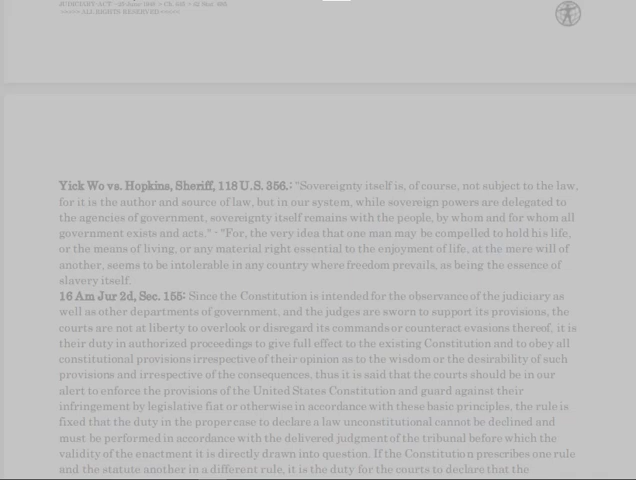 JUDICIARY ACT
ALL RIGHTS RESERVED
Yick Wo vs. Hopkins, Sheriff, 118 U.S. 356.: "Sovereignty itself is, of course, not subject to the law,
for it is the author and source of law, but in our system, while sovereign powers are delegated to
the agencies of government, sovereignty itself remains with the people, by whom and for whom all
government exists and acts." - "For, the very idea that one man may be compelled to hold his life,
or the means of living, or any material right essential to the enjoyment of life, at the mere will of
another, seems to be intolerable in any country where freedom prevails, as being the essence of
slavery itself.
16 Am Jur 2d, Sec. 155: Since the Constitution is intended for the observance of the judiciary as
well as other departments of government, and the judges are sworn to support its provisions, the
courts are not at liberty to overlook or disregard its commands or counteract evasions thereof, it is
their duty in authorized proceedings to give full effect to the existing Constitution and to obey all
constitutional provisions irrespective of their opinion as to the wisdom or the desirability of such
provisions and irrespective of the consequences, thus it is said that the courts should be in our
alert to enforce the provisions of the United States Constitution and guard against their
infringement by legislative fiat or otherwise in accordance with these basic principles, the rule is
fixed that the duty in the proper case to declare a law unconstitutional cannot be declined and
must be performed in accordance with the delivered judgment of the tribunal before which the
validity of the enactment it is directly drawn into question. If the Constitution prescribes one rule
and the statute another in a different rule, it is the duty for the courts to declare that the